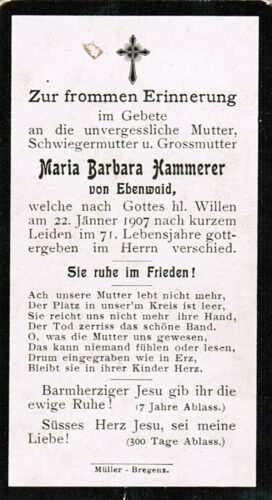 Zur frommen Erinnerung
im Gebete
an die unvergessliche Mutter,
Schwiegermutter u. Grossmutter
Maria Barbara Hammerer
von Ebenwaid,
welche nach Gottes hl. Willen
am 22. Jänner 1907 nach kurzem
Leiden im 71. Lebensjahre gott-
ergeben im Herrn verschied.
Sie ruhe im Frieden!
Ach unsere Mutter lebt nicht mehr,
Der Platz in unser'm Kreis ist leer,
Sie reicht uns nicht mehr ihre Hand,
Der Tod zerriss das schöne Band.
O, was die Mutter uns gewesen,
Das kann man nicht am Grabstein lesen,
Drum eingegraben wie in Erz,
Bleibt sie in ihrer Kinder Herz.
Barmherziger Jesu gib ihr die
ewige Ruhe! (7 Jahre Ablass.)
Süsses Herz Jesu, sei meine
Liebe! (300 Tage Ablass.)
Müller - Bregenz.